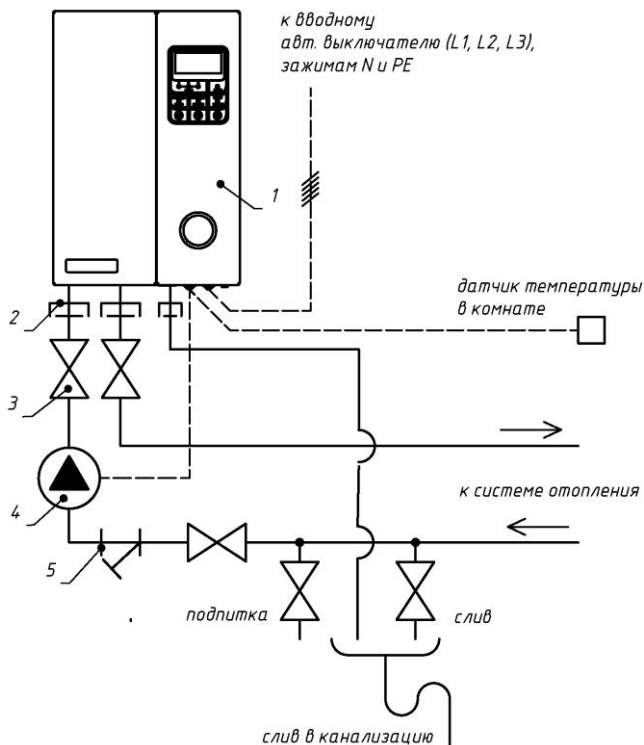 к вводному
авт. выключателю (L1, L2, L3),
зажимам N и PE
1
датчик температуры
в комнате
2
3
4
к системе отопления
5
подпитка
слив
слив в канализацию